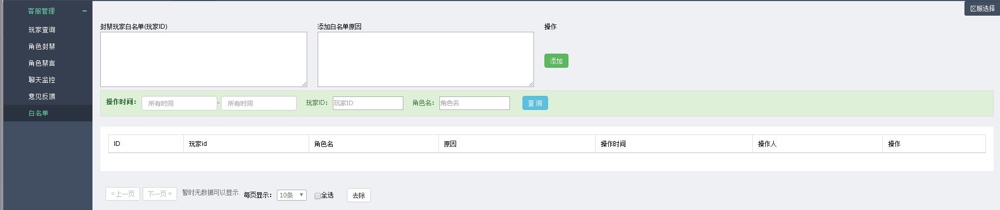 客服管理
玩家查询
角色封禁
角色禁言
聊天监控
意见反馈
白名单
区服选择
封禁玩家白名单(玩家ID)
添加白名单原因
操作
添加
操作时间： 所有时间 - 所有时间 玩家ID： 玩家ID 角色名： 角色名 查询
ID 玩家id 角色名 原因 操作时间 操作人 操作
< 上一页 下一页 > 暂时无数据可以显示 每页显示： 10条 全选 去除